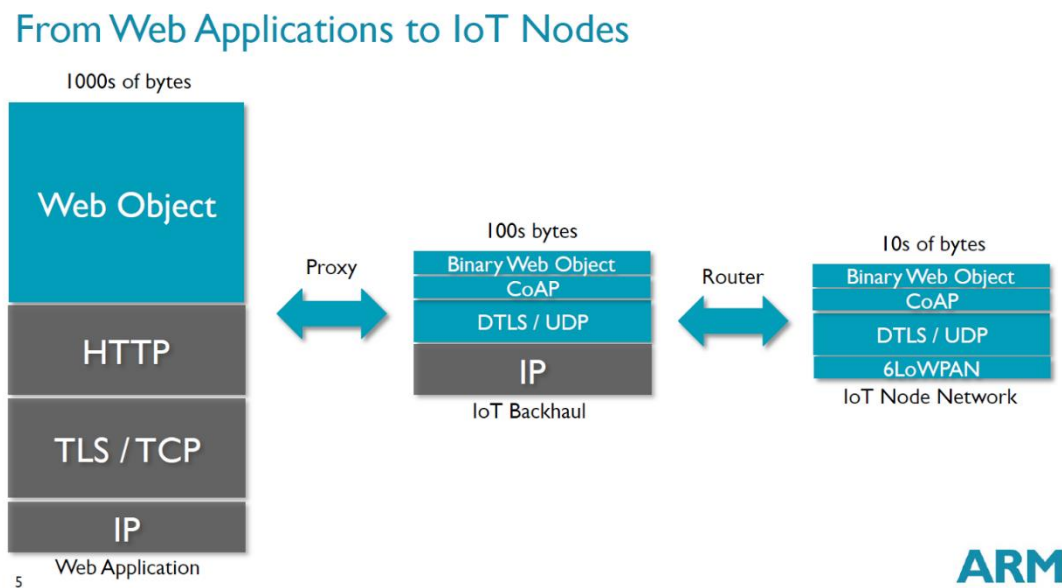 From Web Applications to IoT Nodes
1000s of bytes
Web Object
HTTP
TLS / TCP
IP
Web Application
Proxy
100s bytes
Binary Web Object
CoAP
DTLS / UDP
IP
IoT Backhaul
Router
10s of bytes
Binary Web Object
CoAP
DTLS / UDP
6LoWPAN
IoT Node Network
5
ARM